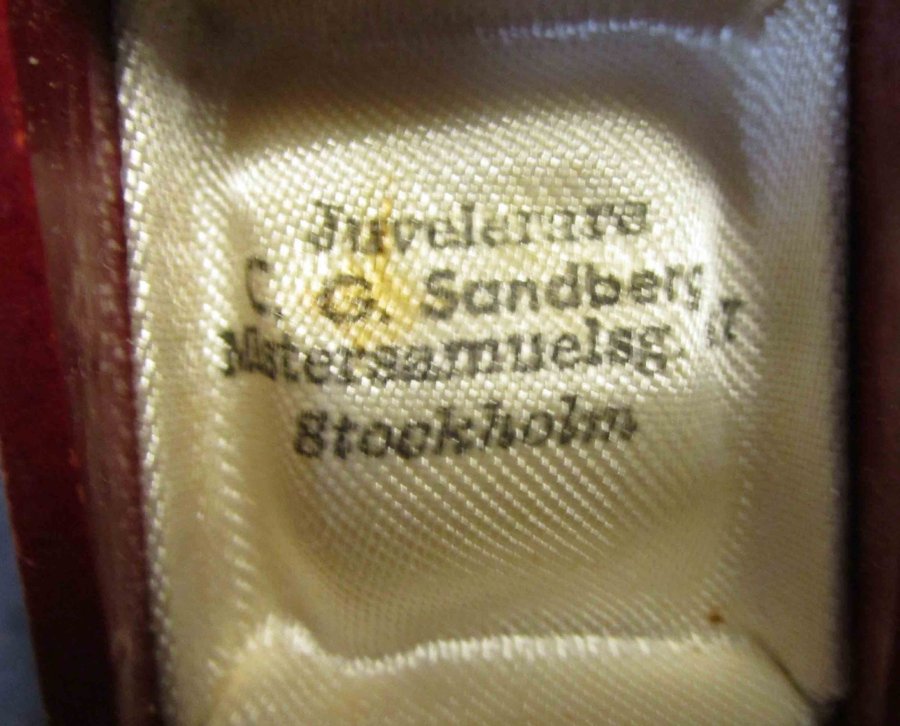 Juvelerare
C. G. Sandberg
Mästersamuelsg.
Stockholm